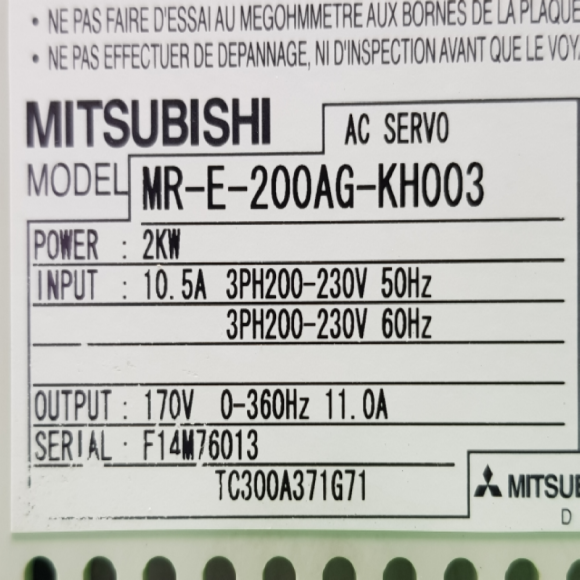 • NE PAS FAIRE D'ESSAI AU MEGOHMMETRE AUX BORNES DE LA PLAQUE
• NE PAS EFFECTUER DE DEPANNAGE, NI D'INSPECTION AVANT QUE LE
MITSUBISHI AC SERVO
MODEL MR-E-200AG-KH003
POWER : 2KW
INPUT : 10.5A 3PH200-230V 50Hz
3PH200-230V 60Hz
OUTPUT : 170V 0-360Hz 11.0A
SERIAL : F14M76013
TC300A371G71
MITSUB